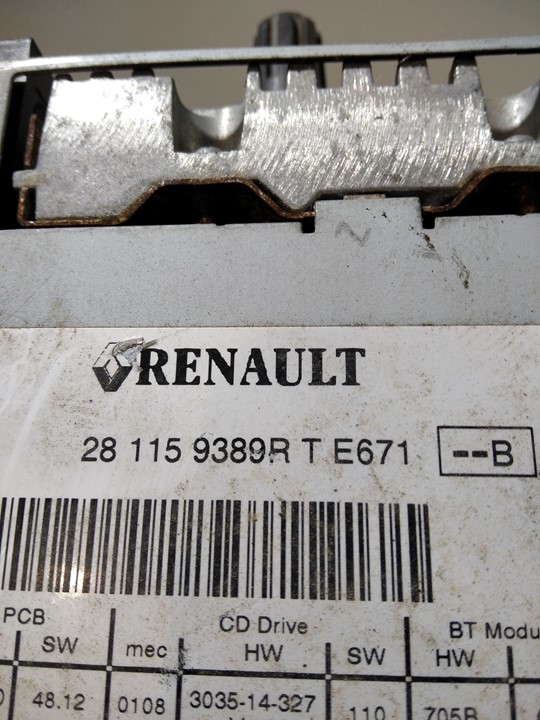 RENAULT
28 115 9389R T E671 --B
PCB CD Drive BT Modu
SW mec HW SW HW
48.12 0108 3035-14-327 110 705B